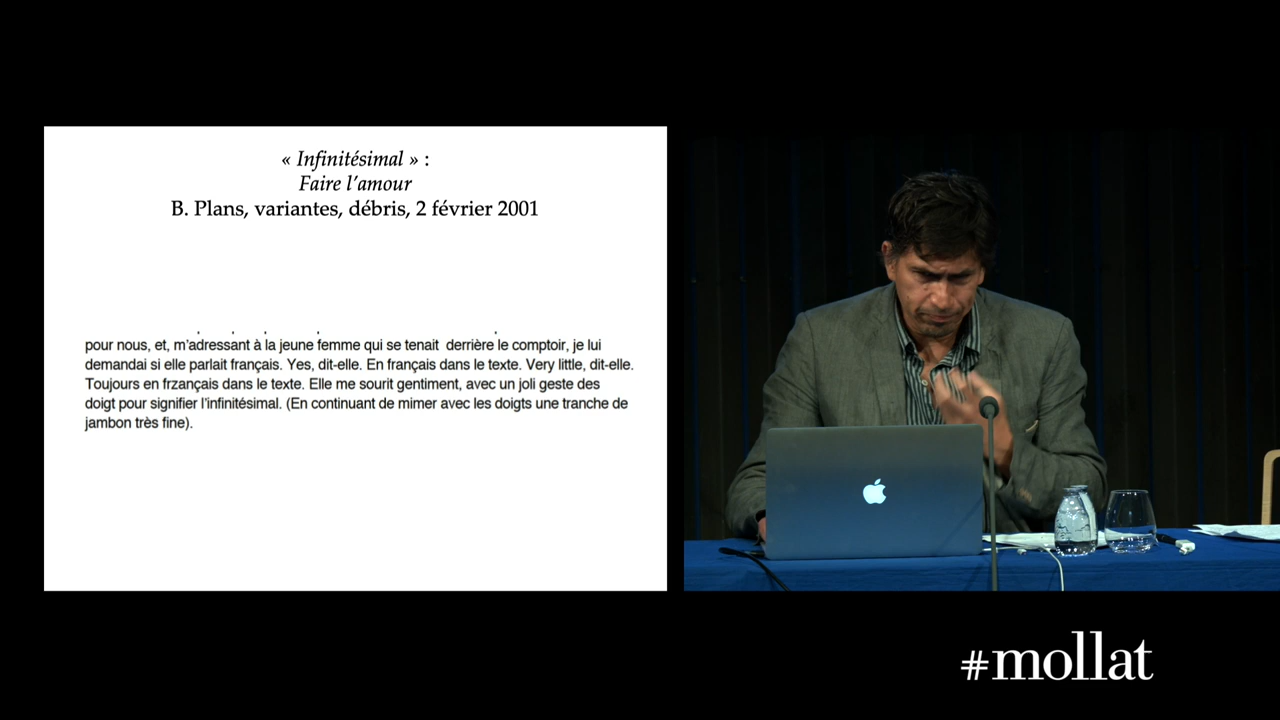 « Infinitésimal » :
Faire l’amour
B. Plans, variantes, débris, 2 février 2001
pour nous, et, m’adressant à la jeune femme qui se tenait derrière le comptoir, je lui
demandai si elle parlait français. Yes, dit-elle. En français dans le texte. Very little, dit-elle.
Toujours en frzançais dans le texte. Elle me sourit gentiment, avec un joli geste des
doigt pour signifier l’infinitésimal. (En continuant de mimer avec les doigts une tranche de
jambon très fine).
#mollat